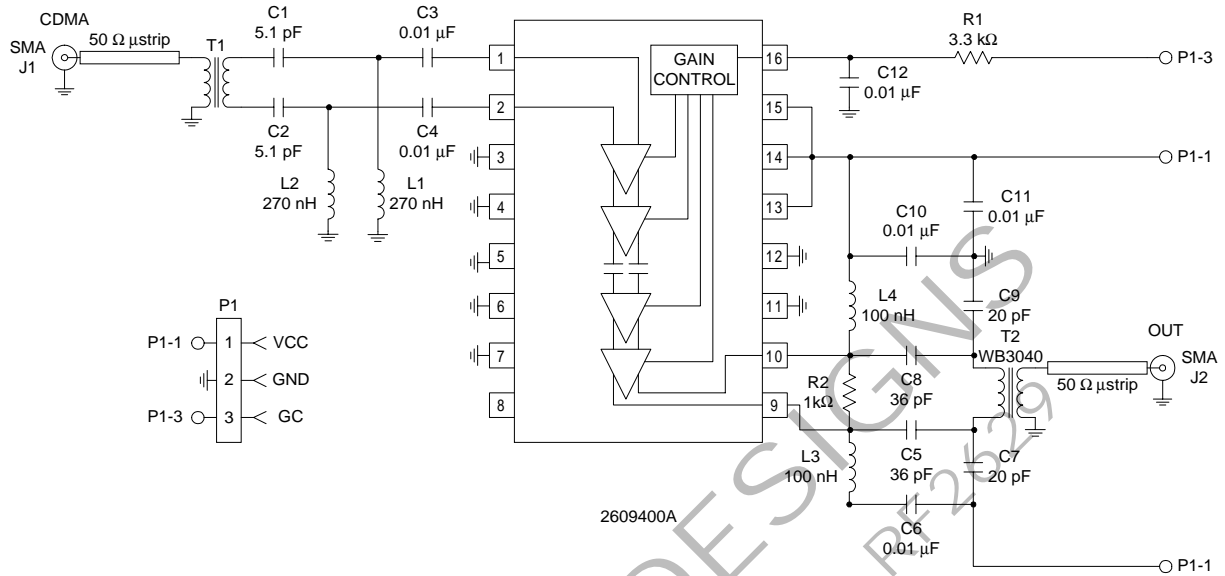 CDMA
SMA
J1
50 Ω µstrip
T1
C1
5.1 pF
C3
0.01 µF
C2
5.1 pF
C4
0.01 µF
L2
270 nH
L1
270 nH
1
2
3
4
5
6
7
8
GAIN
CONTROL
16
15
14
13
12
11
10
9
R1
3.3 kΩ
C12
0.01 µF
P1-3
P1-1
C11
0.01 µF
C10
0.01 µF
L4
100 nH
C9
20 pF
T2
WB3040
OUT
SMA
J2
50 Ω µstrip
R2
1kΩ
C8
36 pF
C5
36 pF
C7
20 pF
L3
100 nH
C6
0.01 µF
P1-1
2609400A
P1
P1-1
1
VCC
2
GND
P1-3
3
GC
DESIGNS
RF2629